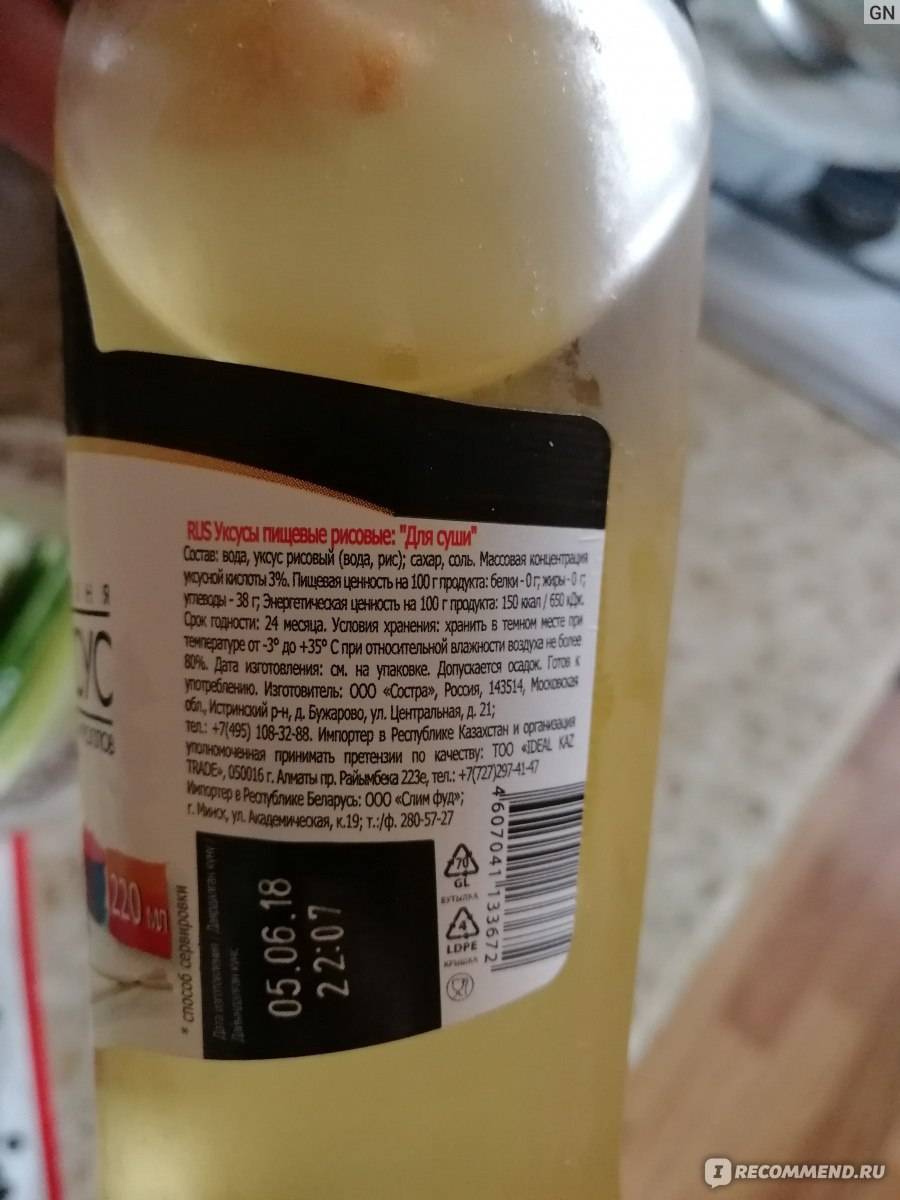 GN
RUS Уксусы пищевые рисовые: "Для суши"
Состав: вода, уксус рисовый (вода, рис); сахар, соль. Массовая концентрация
уксусной кислоты 3%. Пищевая ценность на 100 г продукта: белки - 0 г; жиры - 0 г;
углеводы - 38 г; Энергетическая ценность на 100 г продукта: 150 ккал / 650 кДж.
Срок годности: 24 месяца. Условия хранения: хранить в темном месте при
температуре от -3° до +35° С при относительной влажности воздуха не более
80%. Дата изготовления: см. на упаковке. Допускается осадок. Готов к
употреблению. Изготовитель: ООО «Состра», Россия, 143514, Московская
обл., Истринский р-н, д. Бужарово, ул. Центральная, д. 21;
тел.: +7(495) 108-32-88. Импортер в Республике Казахстан и организация
уполномоченная принимать претензии по качеству: ТОО «IDEAL KAZ
TRADE», 050016 г. Алматы пр. Райымбека 223е, тел.: +7(727)297-41-47
Импортер в Республике Беларусь: ООО «Слим фуд»;
г. Минск, ул. Академическая, к.19; т.:/ф. 280-57-27
220 мл
* способ сервировки
Дата изготовления
05.06.18
22:07
70
GL
БУТЫЛКА
4
LDPE
КРЫШКА
4607041133672
IRECOMMEND.RU